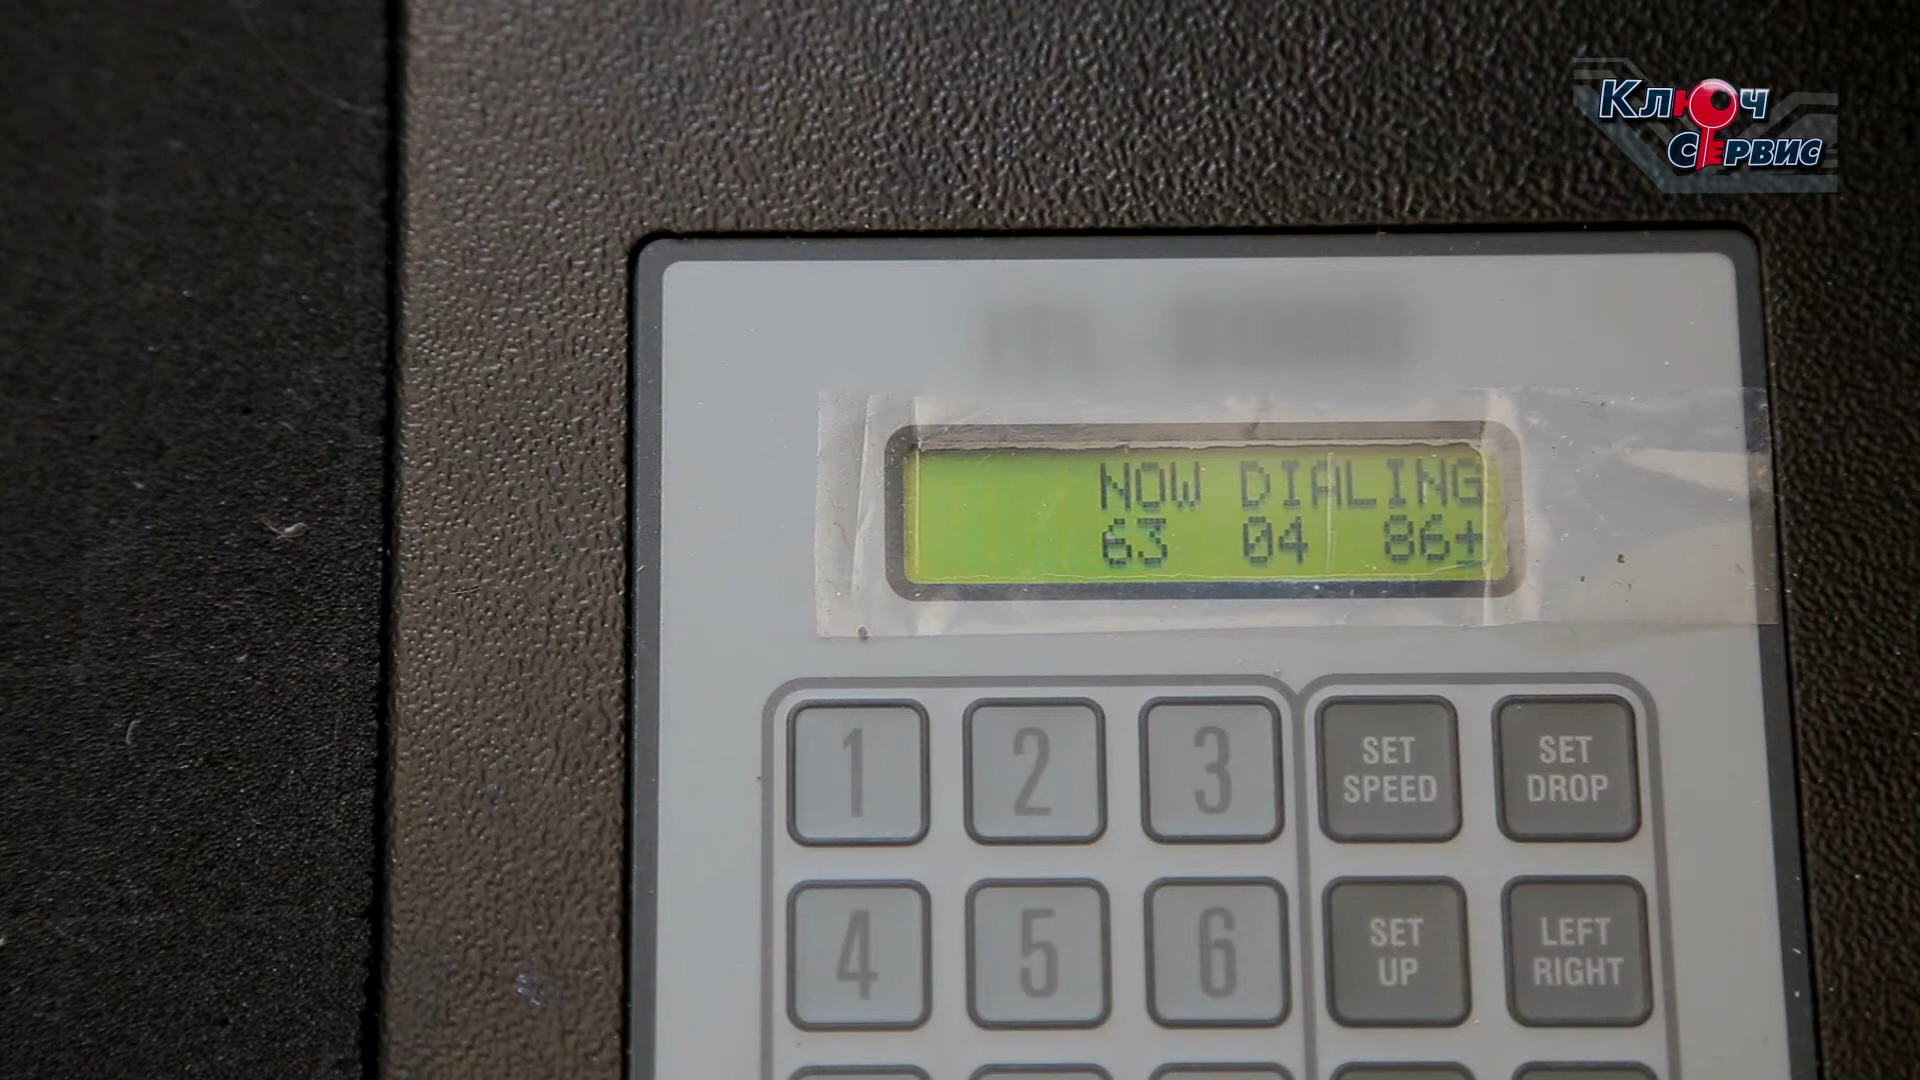 Ключ
Сервис
NOW DIALING
63 04 86±
1 2 3 SET SPEED SET DROP
4 5 6 SET UP LEFT RIGHT